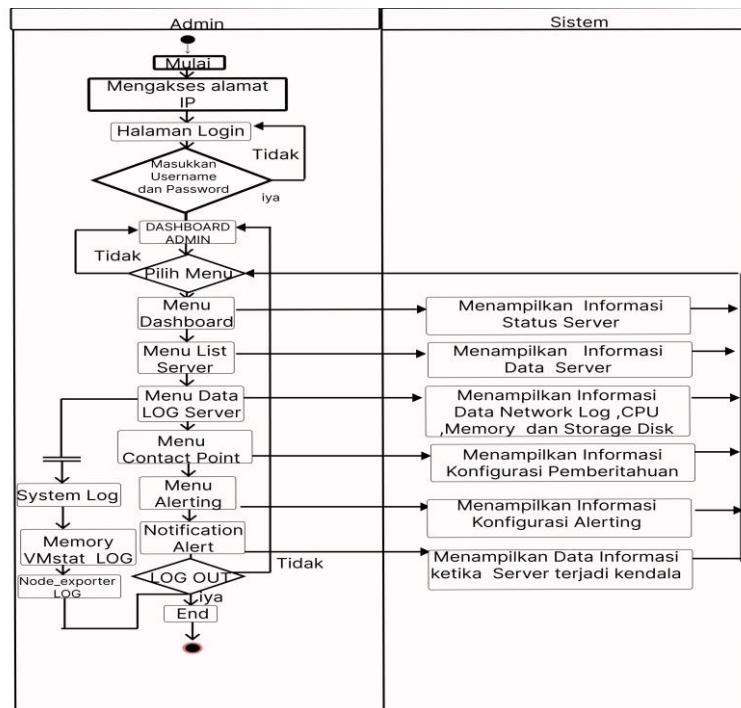 Admin
Sistem
Mulai
Mengakses alamat
IP
Halaman Login
Tidak
Masukkan
Username
dan Password
iya
DASHBOARD
ADMIN
Tidak
Pilih Menu
Menu
Dashboard
Menampilkan Informasi
Status Server
Menu List
Server
Menampilkan Informasi
Data Server
Menu Data
LOG Server
Menampilkan Informasi
Data Network Log ,CPU
,Memory dan Storage Disk
Menu
Contact Point
Menampilkan Informasi
Konfigurasi Pemberitahuan
System Log
Menu
Alerting
Menampilkan Informasi
Konfigurasi Alerting
Memory
VMstat LOG
Notification
Alert
Menampilkan Data Informasi
ketika Server terjadi kendala
Tidak
Node_exporter
LOG
LOG OUT
iya
End